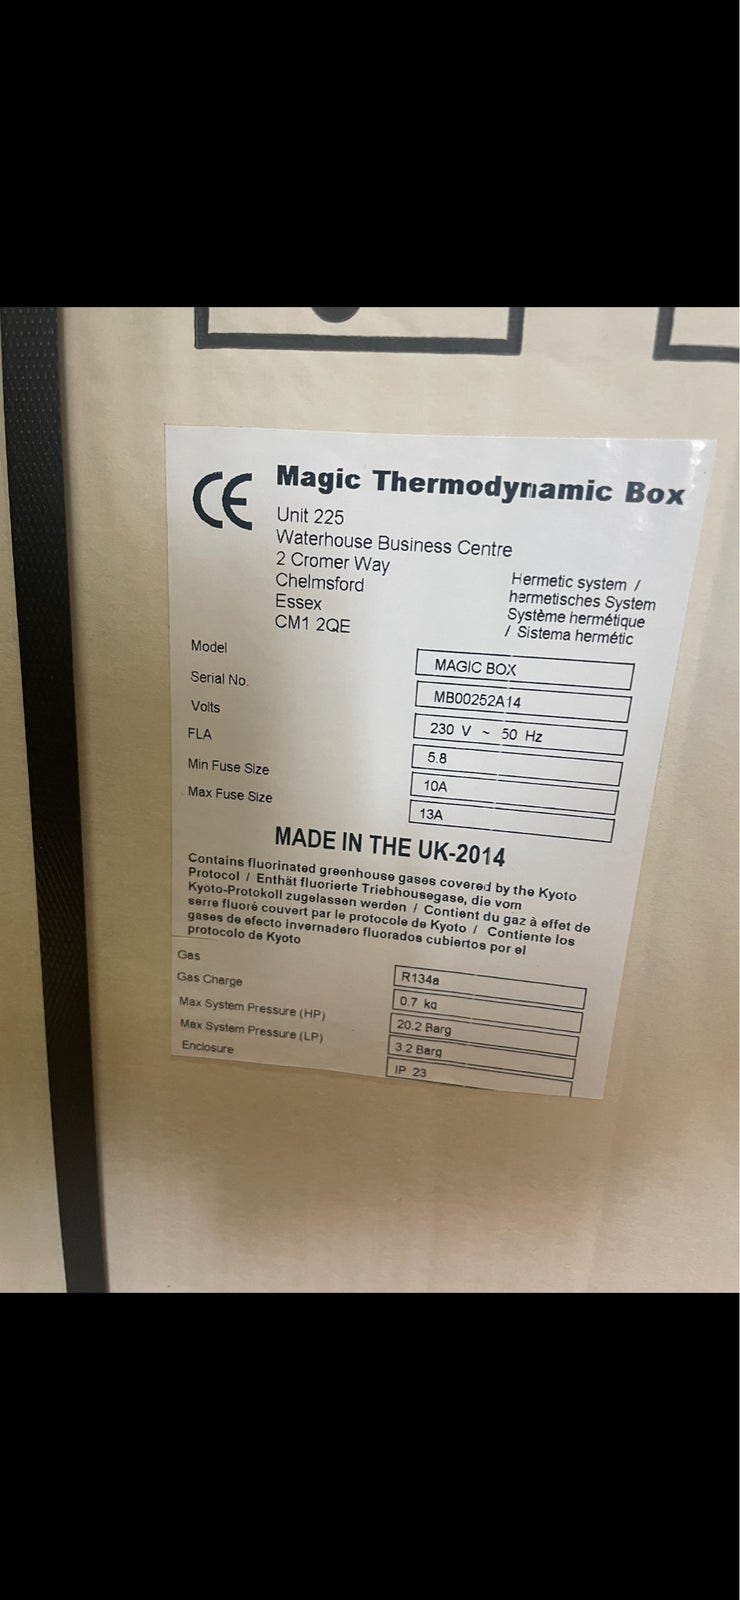 CE Magic Thermodynamic Box
Unit 225
Waterhouse Business Centre
2 Cromer Way
Chelmsford
Essex
CM1 2QE
Hermetic system /
hermetisches System
Système hermétique
/ Sistema hermétic
Model MAGIC BOX
Serial No. MB00252A14
Volts 230 V ~ 50 Hz
FLA 5.8
Min Fuse Size 10A
Max Fuse Size 13A
MADE IN THE UK-2014
Contains fluorinated greenhouse gases covered by the Kyoto
Protocol / Enthät fluorierte Triebhousegase, die vom
Kyoto-Protokoll zugelassen werden / Contient du gaz à effet de
serre fluoré couvert par le protocole de Kyoto / Contiente los
gases de efecto invernadero fluorados cubiertos por el
protocolo de Kyoto
Gas R134a
Gas Charge 0.7 kg
Max System Pressure (HP) 20.2 Barg
Max System Pressure (LP) 3.2 Barg
Enclosure IP 23